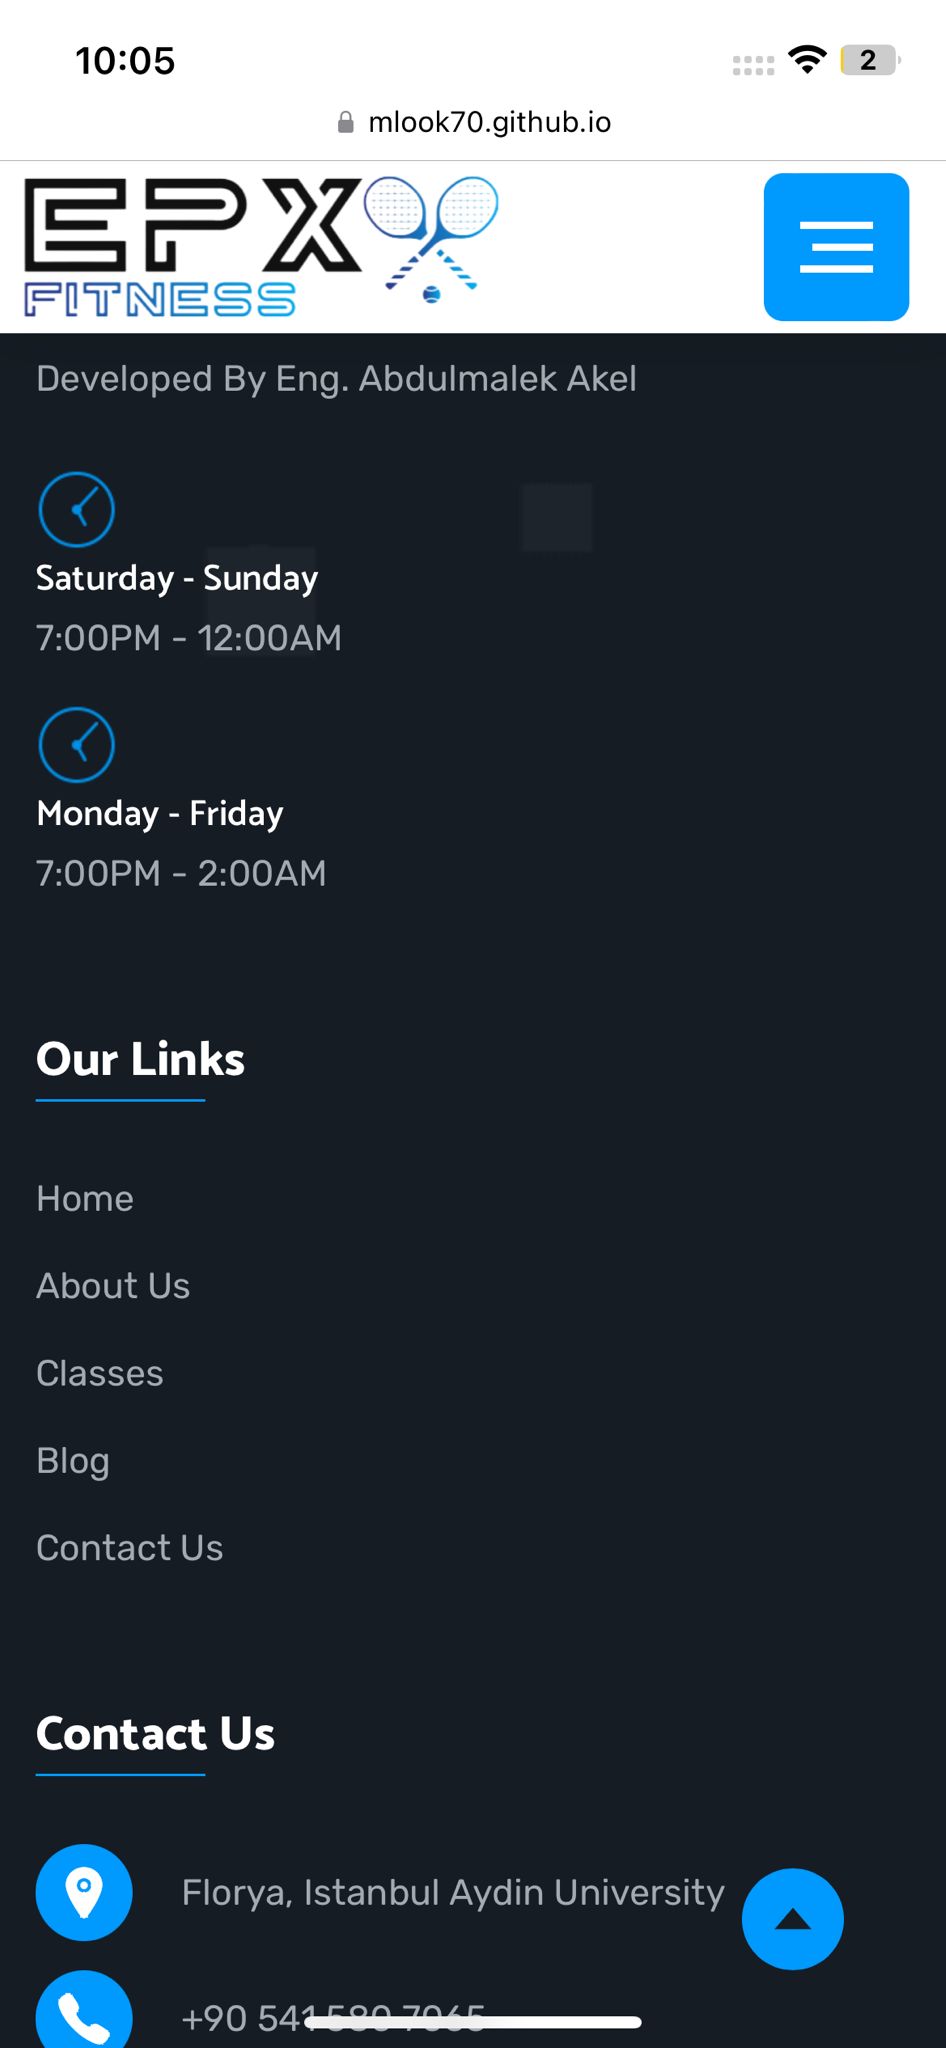 10:05
2
mlook70.github.io
EPX
FITNESS
Developed By Eng. Abdulmalek Akel
Saturday - Sunday
7:00PM - 12:00AM
Monday - Friday
7:00PM - 2:00AM
Our Links
Home
About Us
Classes
Blog
Contact Us
Contact Us
Florya, Istanbul Aydin University
+90 541 580 7065